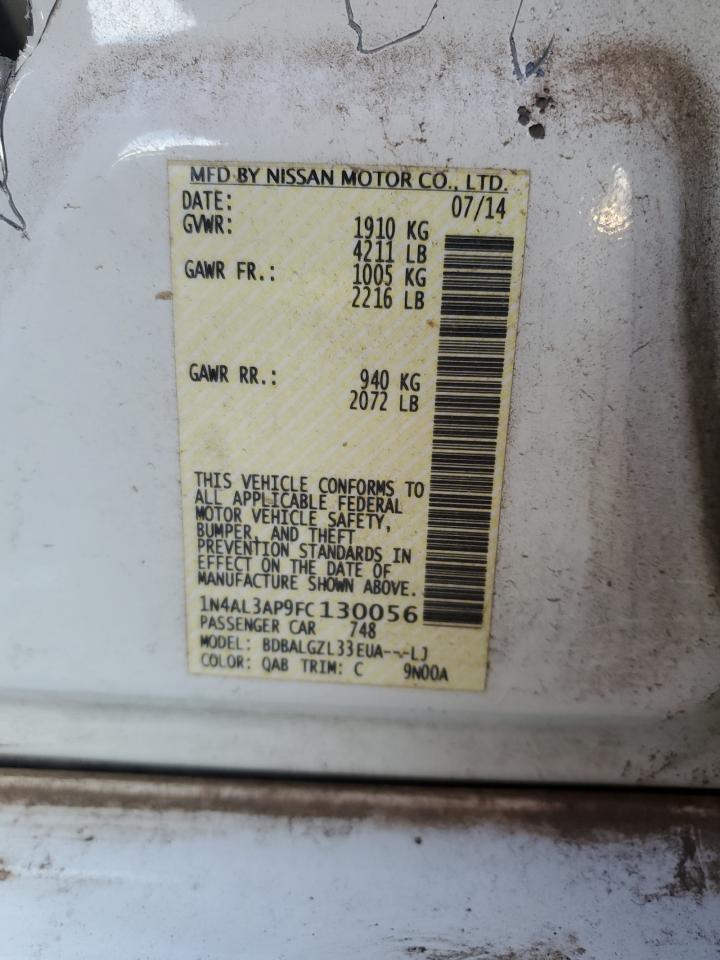 MFD BY NISSAN MOTOR CO., LTD.
DATE: 07/14
GVWR: 1910 KG
4211 LB
GAWR FR.: 1005 KG
2216 LB
GAWR RR.: 940 KG
2072 LB
THIS VEHICLE CONFORMS TO
ALL APPLICABLE FEDERAL
MOTOR VEHICLE SAFETY,
BUMPER, AND THEFT
PREVENTION STANDARDS IN
EFFECT ON THE DATE OF
MANUFACTURE SHOWN ABOVE.
1N4AL3AP9FC130056
PASSENGER CAR 748
MODEL: BDBALGZL33EUA---LJ
COLOR: QAB TRIM: C 9N00A